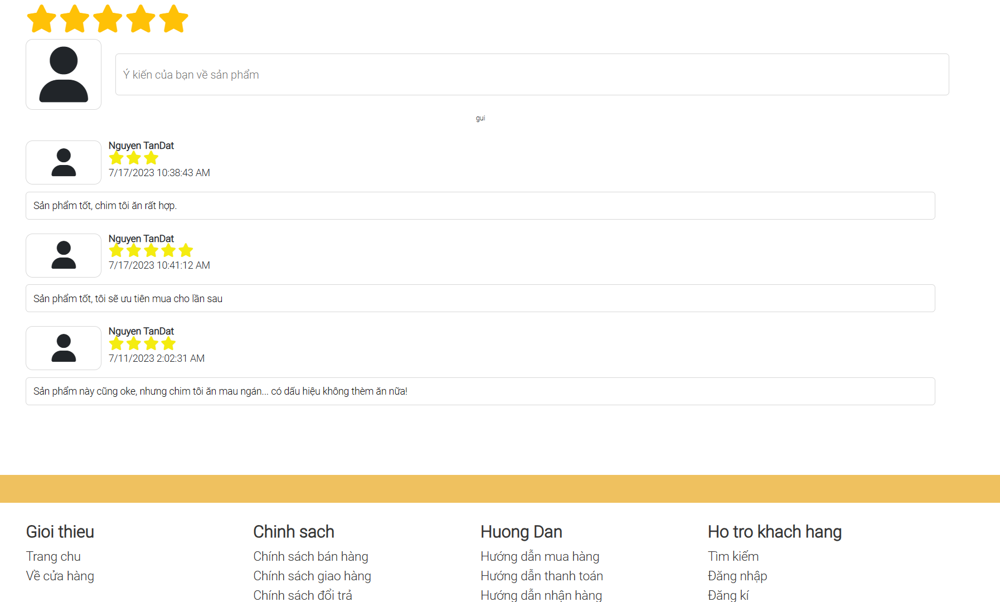 Ý kiến của bạn về sản phẩm
gui
Nguyen TanDat
7/17/2023 10:38:43 AM
Sản phẩm tốt, chim tôi ăn rất hợp.
Nguyen TanDat
7/17/2023 10:41:12 AM
Sản phẩm tốt, tôi sẽ ưu tiên mua cho lần sau
Nguyen TanDat
7/11/2023 2:02:31 AM
Sản phẩm này cũng oke, nhưng chim tôi ăn mau ngán... có dấu hiệu không thèm ăn nữa!
Gioi thieu
Trang chu
Về cửa hàng
Chinh sach
Chính sách bán hàng
Chính sách giao hàng
Chính sách đổi trả
Huong Dan
Hướng dẫn mua hàng
Hướng dẫn thanh toán
Hướng dẫn nhận hàng
Ho tro khach hang
Tìm kiếm
Đăng nhập
Đăng kí